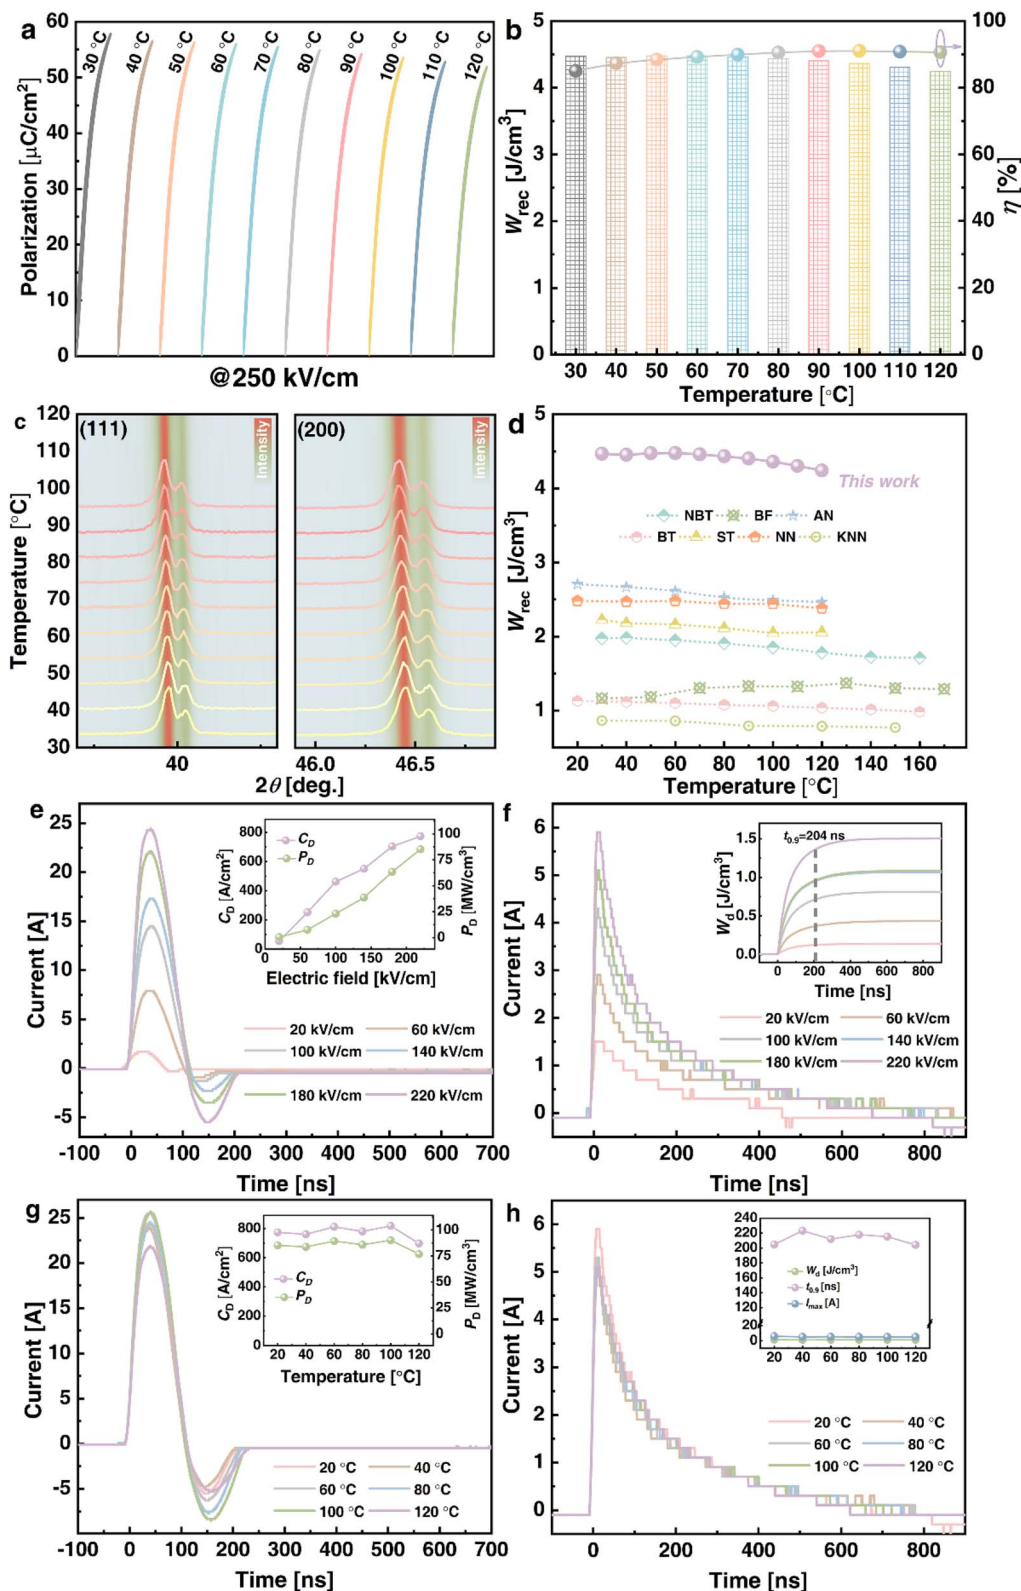 a
60
50
40
30
20
10
0
Polarization [μC/cm²]
30 °C
40 °C
50 °C
60 °C
70 °C
80 °C
90 °C
100 °C
110 °C
120 °C
@250 kV/cm
b
5
4
3
2
1
0
W_rec [J/cm³]
100
80
60
40
20
0
η [%]
30 40 50 60 70 80 90 100 110 120
Temperature [°C]
c
(111)
(200)
Intensity
Intensity
120
110
100
90
80
70
60
50
40
30
Temperature [°C]
40
46.0 46.5
2θ [deg.]
d
5
4
3
2
1
W_rec [J/cm³]
This work
NBT BF AN
BT ST NN KNN
20 40 60 80 100 120 140 160
Temperature [°C]
e
25
20
15
10
5
0
-5
Current [A]
800
600
400
200
0
C_D [A/cm²]
C_D
P_D
100
75
50
25
0
P_D [MW/cm³]
0 50 100 150 200
Electric field [kV/cm]
20 kV/cm 60 kV/cm
100 kV/cm 140 kV/cm
180 kV/cm 220 kV/cm
-100 0 100 200 300 400 500 600 700
Time [ns]
f
6
5
4
3
2
1
0
Current [A]
1.5
1.0
0.5
0.0
W_d [J/cm³]
t_0.9=204 ns
0 200 400 600 800
Time [ns]
20 kV/cm 60 kV/cm
100 kV/cm 140 kV/cm
180 kV/cm 220 kV/cm
0 200 400 600 800
Time [ns]
g
25
20
15
10
5
0
-5
Current [A]
800
600
400
200
0
C_D [A/cm²]
C_D
P_D
100
75
50
25
0
P_D [MW/cm³]
20 40 60 80 100 120
Temperature [°C]
20 °C 40 °C
60 °C 80 °C
100 °C 120 °C
-100 0 100 200 300 400 500 600 700
Time [ns]
h
6
5
4
3
2
1
0
Current [A]
240
220
200
180
160
140
120
20
0
W_d [J/cm³]
t_0.9 [ns]
I_max [A]
20 40 60 80 100 120
20 °C 40 °C
60 °C 80 °C
100 °C 120 °C
0 200 400 600 800
Time [ns]